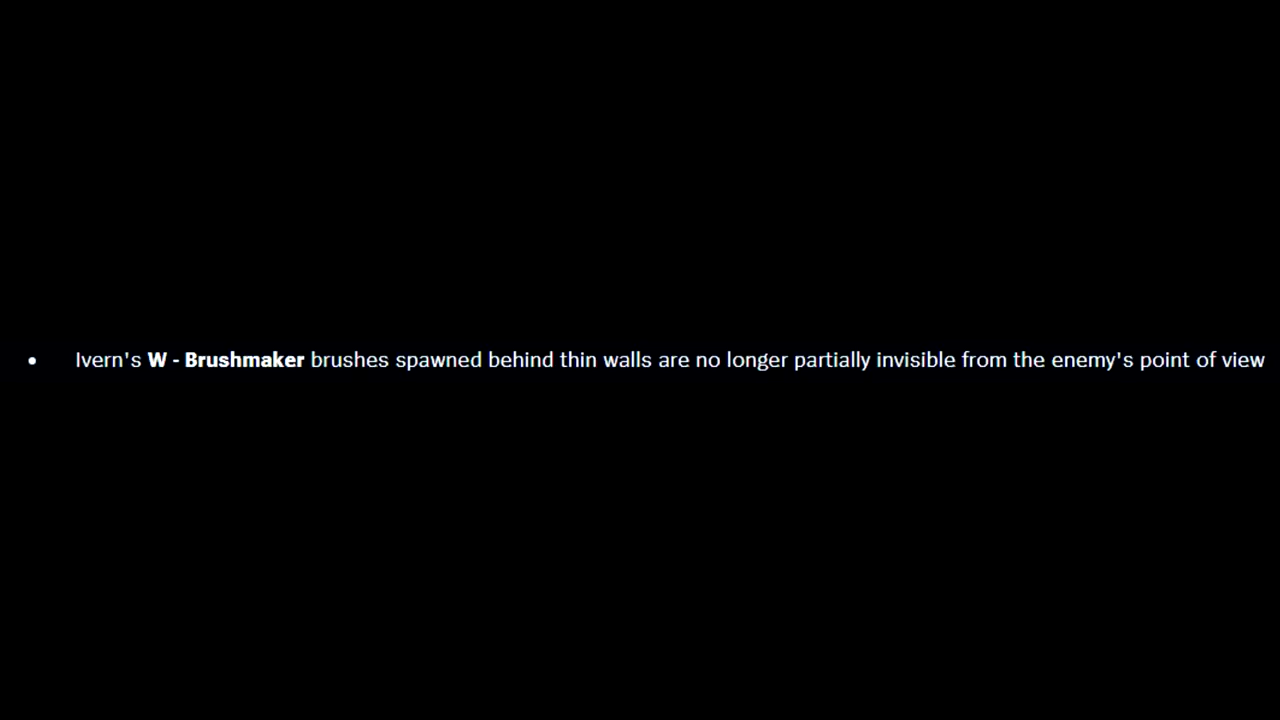 • Ivern's W - Brushmaker brushes spawned behind thin walls are no longer partially invisible from the enemy's point of view